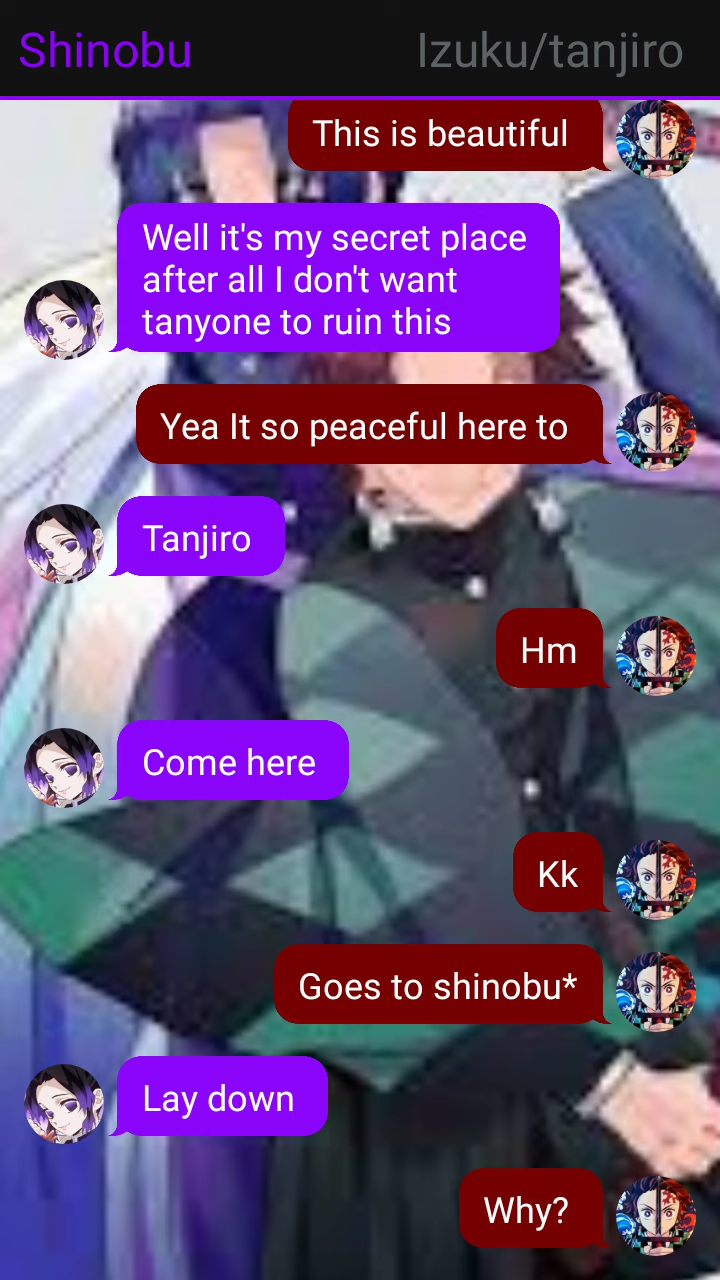 Shinobu
Izuku/tanjiro
This is beautiful
Well it's my secret place
after all I don't want
tanyone to ruin this
Yea It so peaceful here to
Tanjiro
Hm
Come here
Kk
Goes to shinobu*
Lay down
Why?